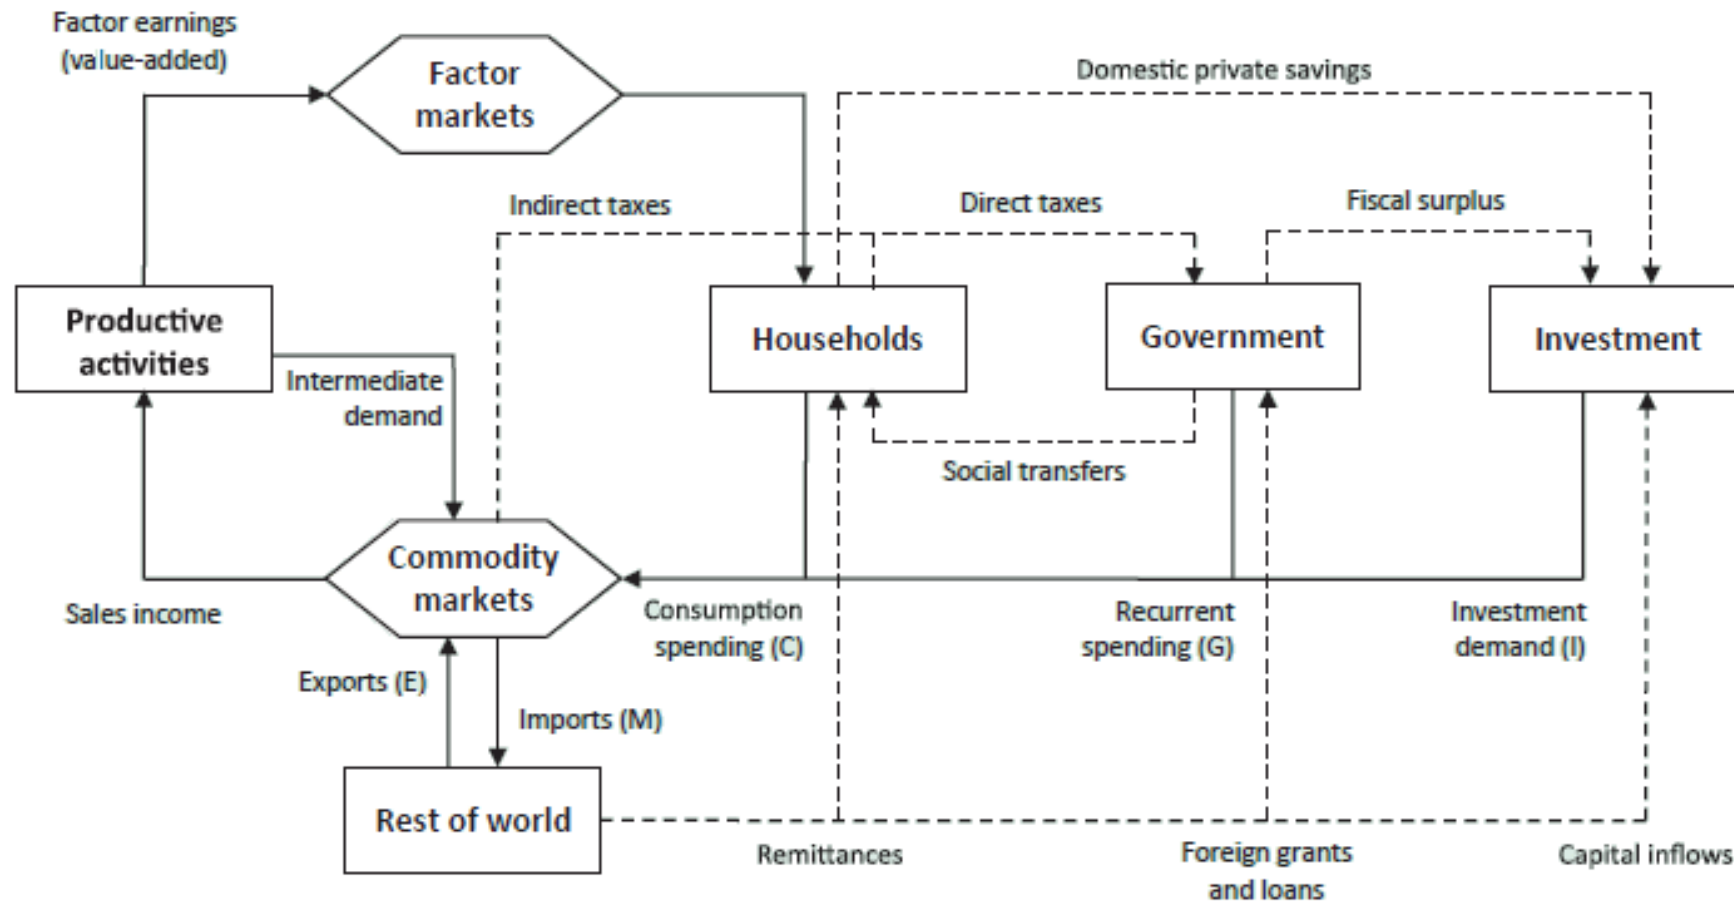 Factor earnings
(value-added)
Factor
markets
Domestic private savings
Indirect taxes
Direct taxes
Fiscal surplus
Productive
activities
Households
Government
Investment
Intermediate
demand
Social transfers
Commodity
markets
Sales income
Consumption
spending (C)
Recurrent
spending (G)
Investment
demand (I)
Exports (E)
Imports (M)
Rest of world
Remittances
Foreign grants
and loans
Capital inflows